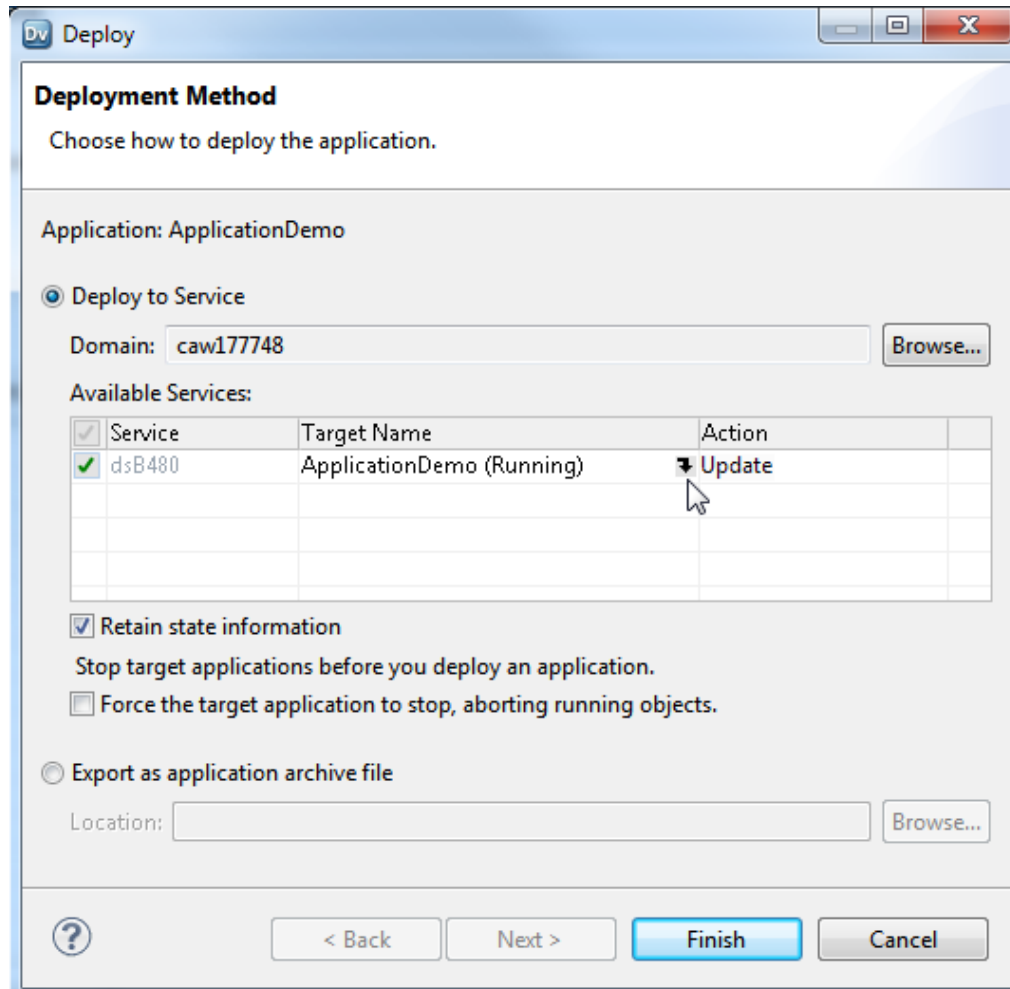 Dv Deploy
Deployment Method
Choose how to deploy the application.
Application: ApplicationDemo
Deploy to Service
Domain: caw177748 Browse...
Available Services:
Service Target Name Action
dsB480 ApplicationDemo (Running) Update
Retain state information
Stop target applications before you deploy an application.
Force the target application to stop, aborting running objects.
Export as application archive file
Location: Browse...
? < Back Next > Finish Cancel